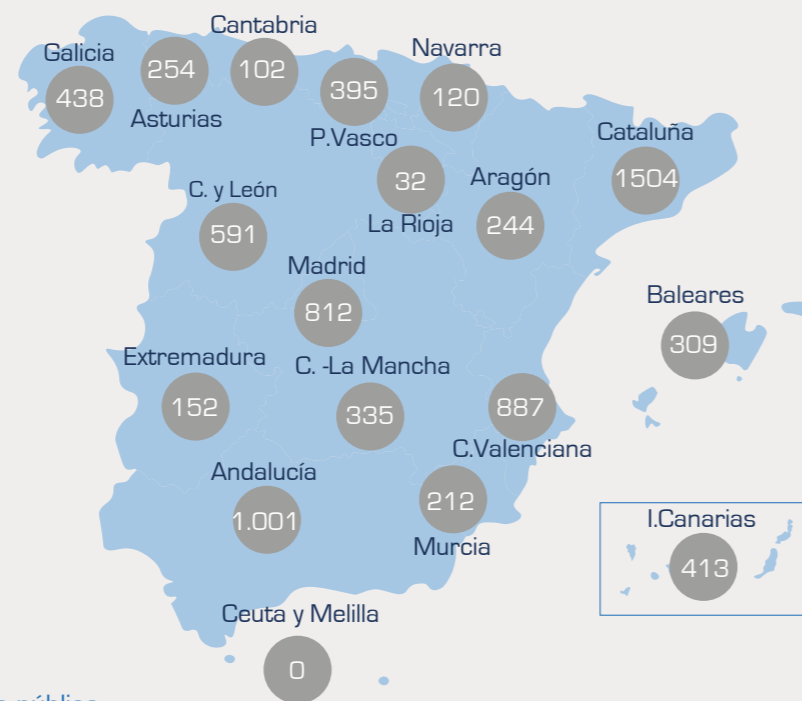 Cantabria
Galicia
Navarra
254
102
395
120
438
Asturias
P.Vasco
Cataluña
32
Aragón
1504
C. y León
La Rioja
244
591
Madrid
812
Baleares
309
Extremadura
C. -La Mancha
152
335
887
C.Valenciana
Andalucía
212
1.001
Murcia
I.Canarias
413
Ceuta y Melilla
0